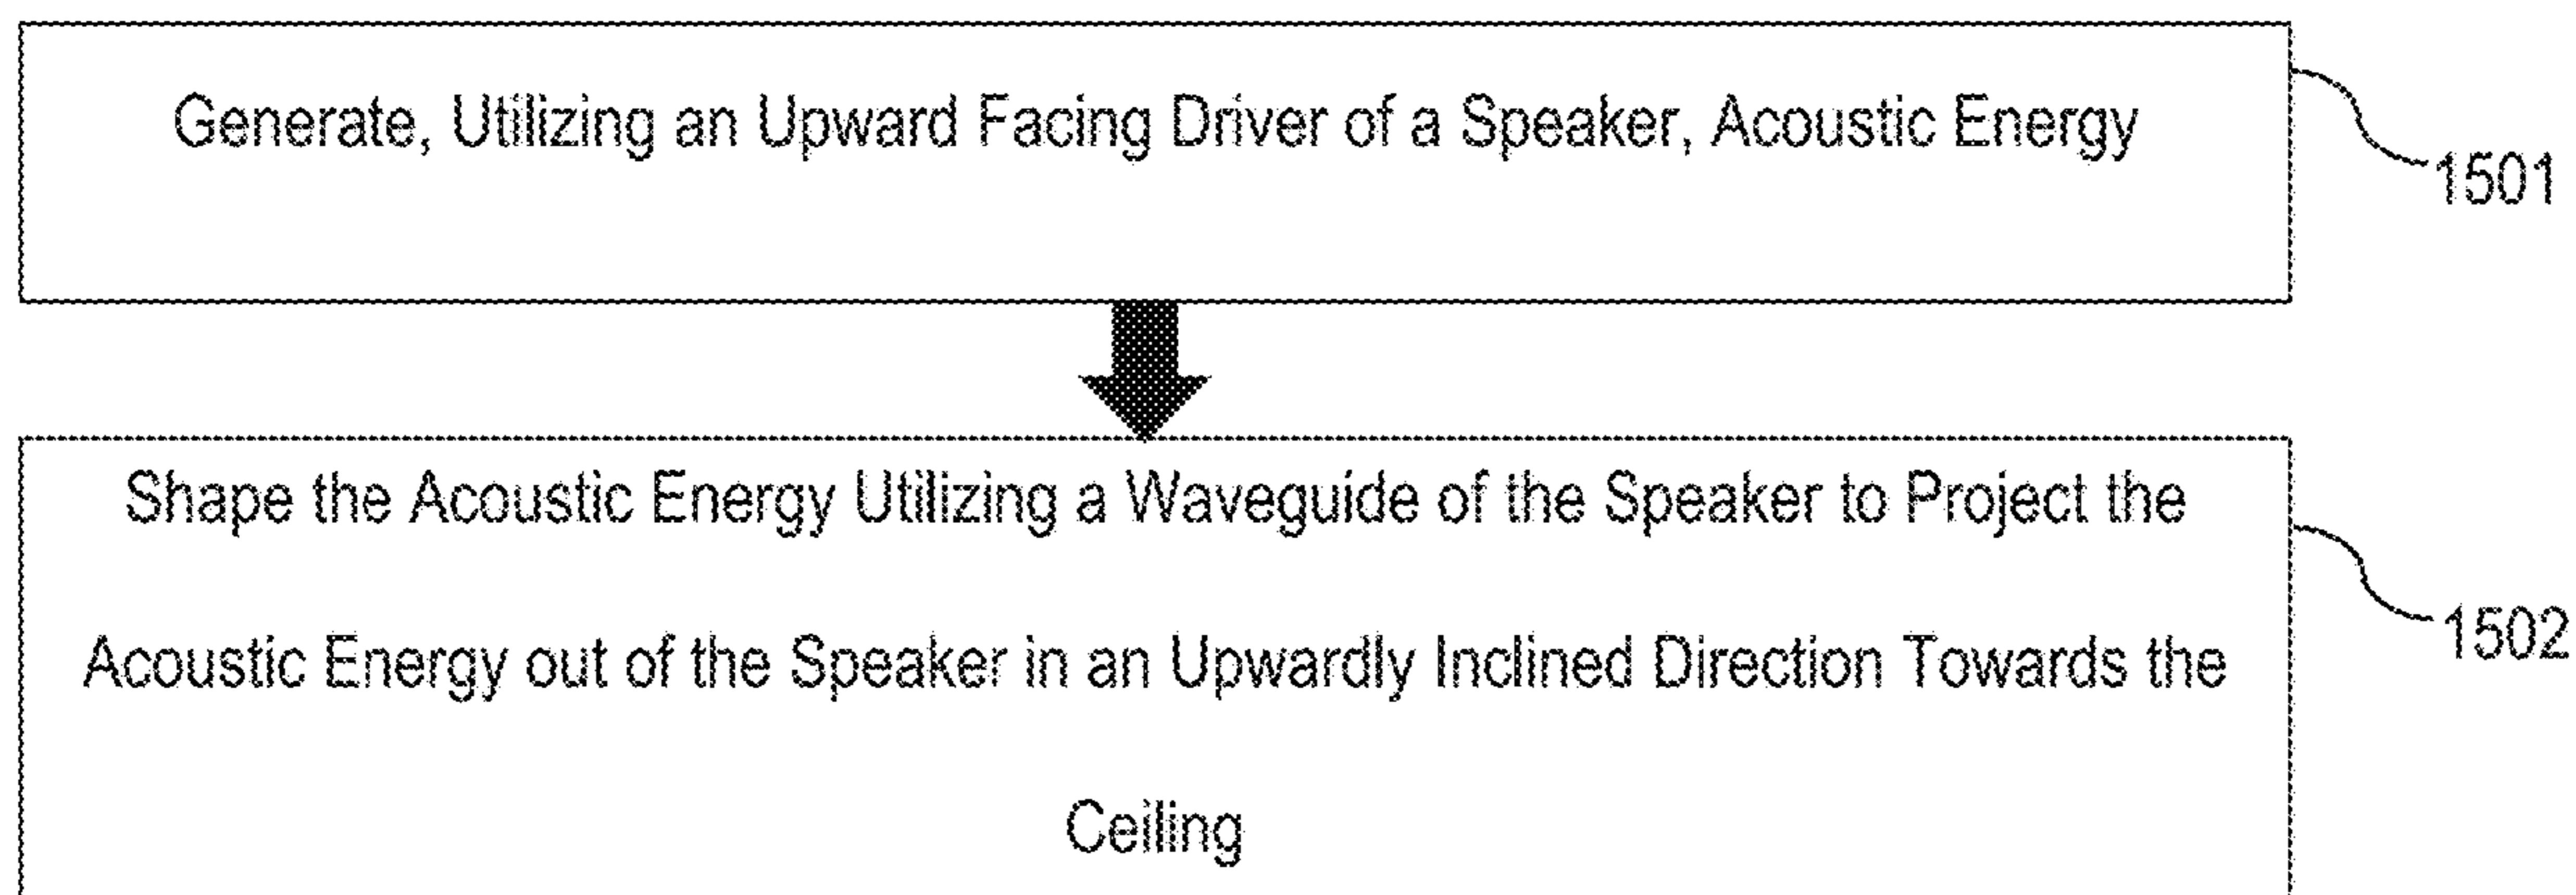 Generate, Utilizing an Upward Facing Driver of a Speaker, Acoustic Energy
1501
Shape the Acoustic Energy Utilizing a Waveguide of the Speaker to Project the
Acoustic Energy out of the Speaker in an Upwardly Inclined Direction Towards the
1502
Ceiling